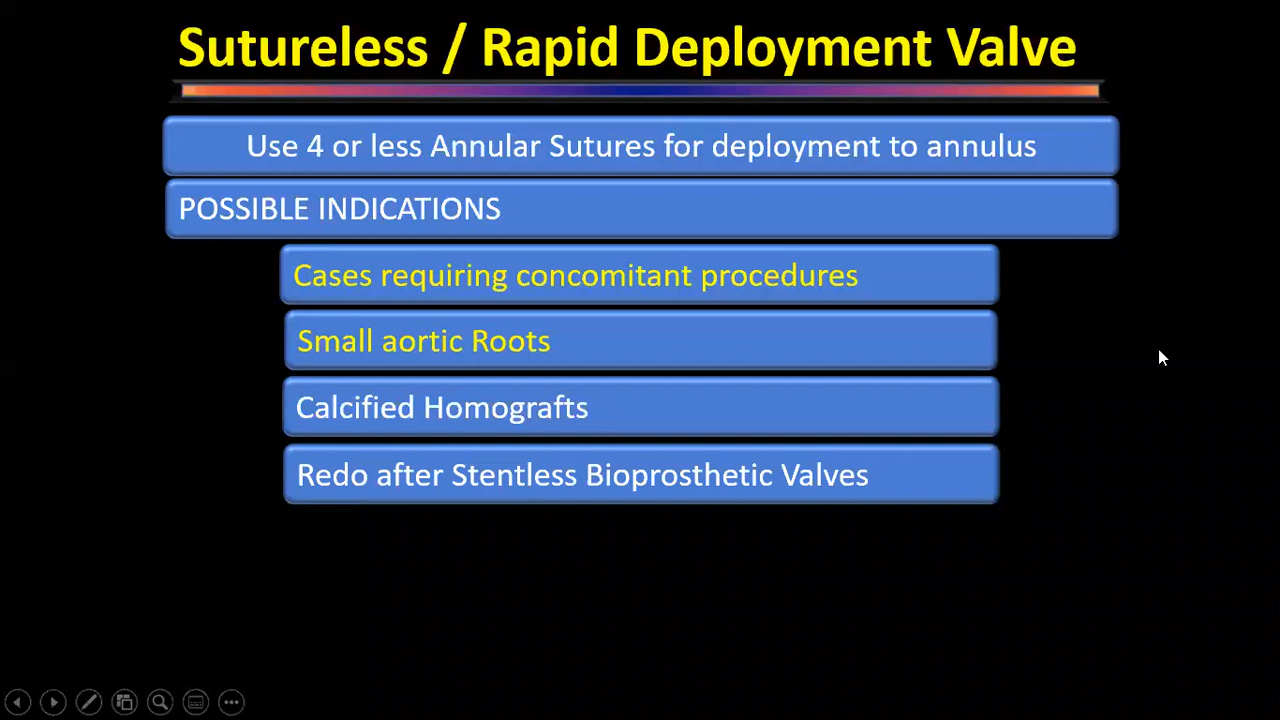 Sutureless / Rapid Deployment Valve
Use 4 or less Annular Sutures for deployment to annulus
POSSIBLE INDICATIONS
Cases requiring concomitant procedures
Small aortic Roots
Calcified Homografts
Redo after Stentless Bioprosthetic Valves